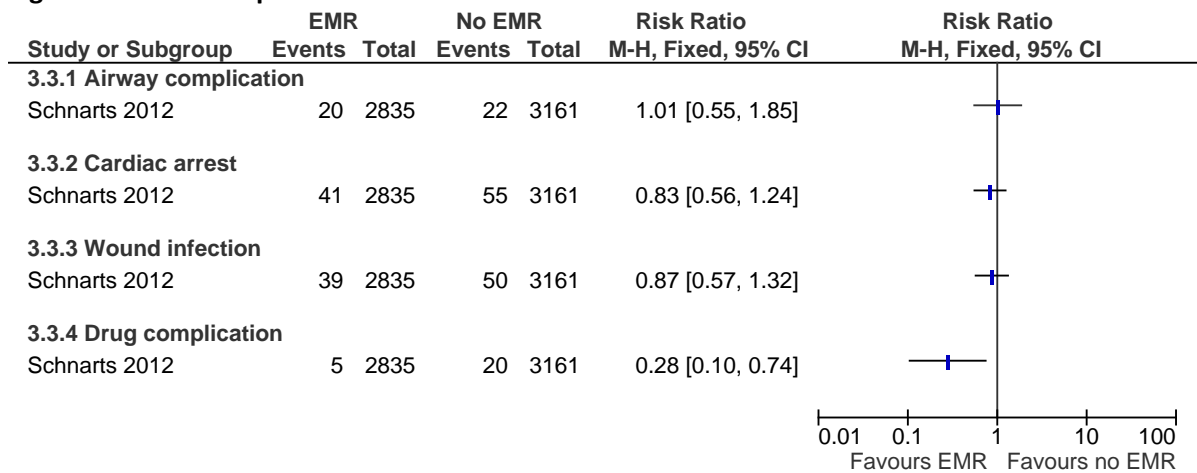 EMR No EMR Risk Ratio Risk Ratio
Study or Subgroup Events Total Events Total M-H, Fixed, 95% CI M-H, Fixed, 95% CI
3.3.1 Airway complication
Schnarts 2012 20 2835 22 3161 1.01 [0.55, 1.85]
3.3.2 Cardiac arrest
Schnarts 2012 41 2835 55 3161 0.83 [0.56, 1.24]
3.3.3 Wound infection
Schnarts 2012 39 2835 50 3161 0.87 [0.57, 1.32]
3.3.4 Drug complication
Schnarts 2012 5 2835 20 3161 0.28 [0.10, 0.74]
0.01 0.1 1 10 100
Favours EMR Favours no EMR